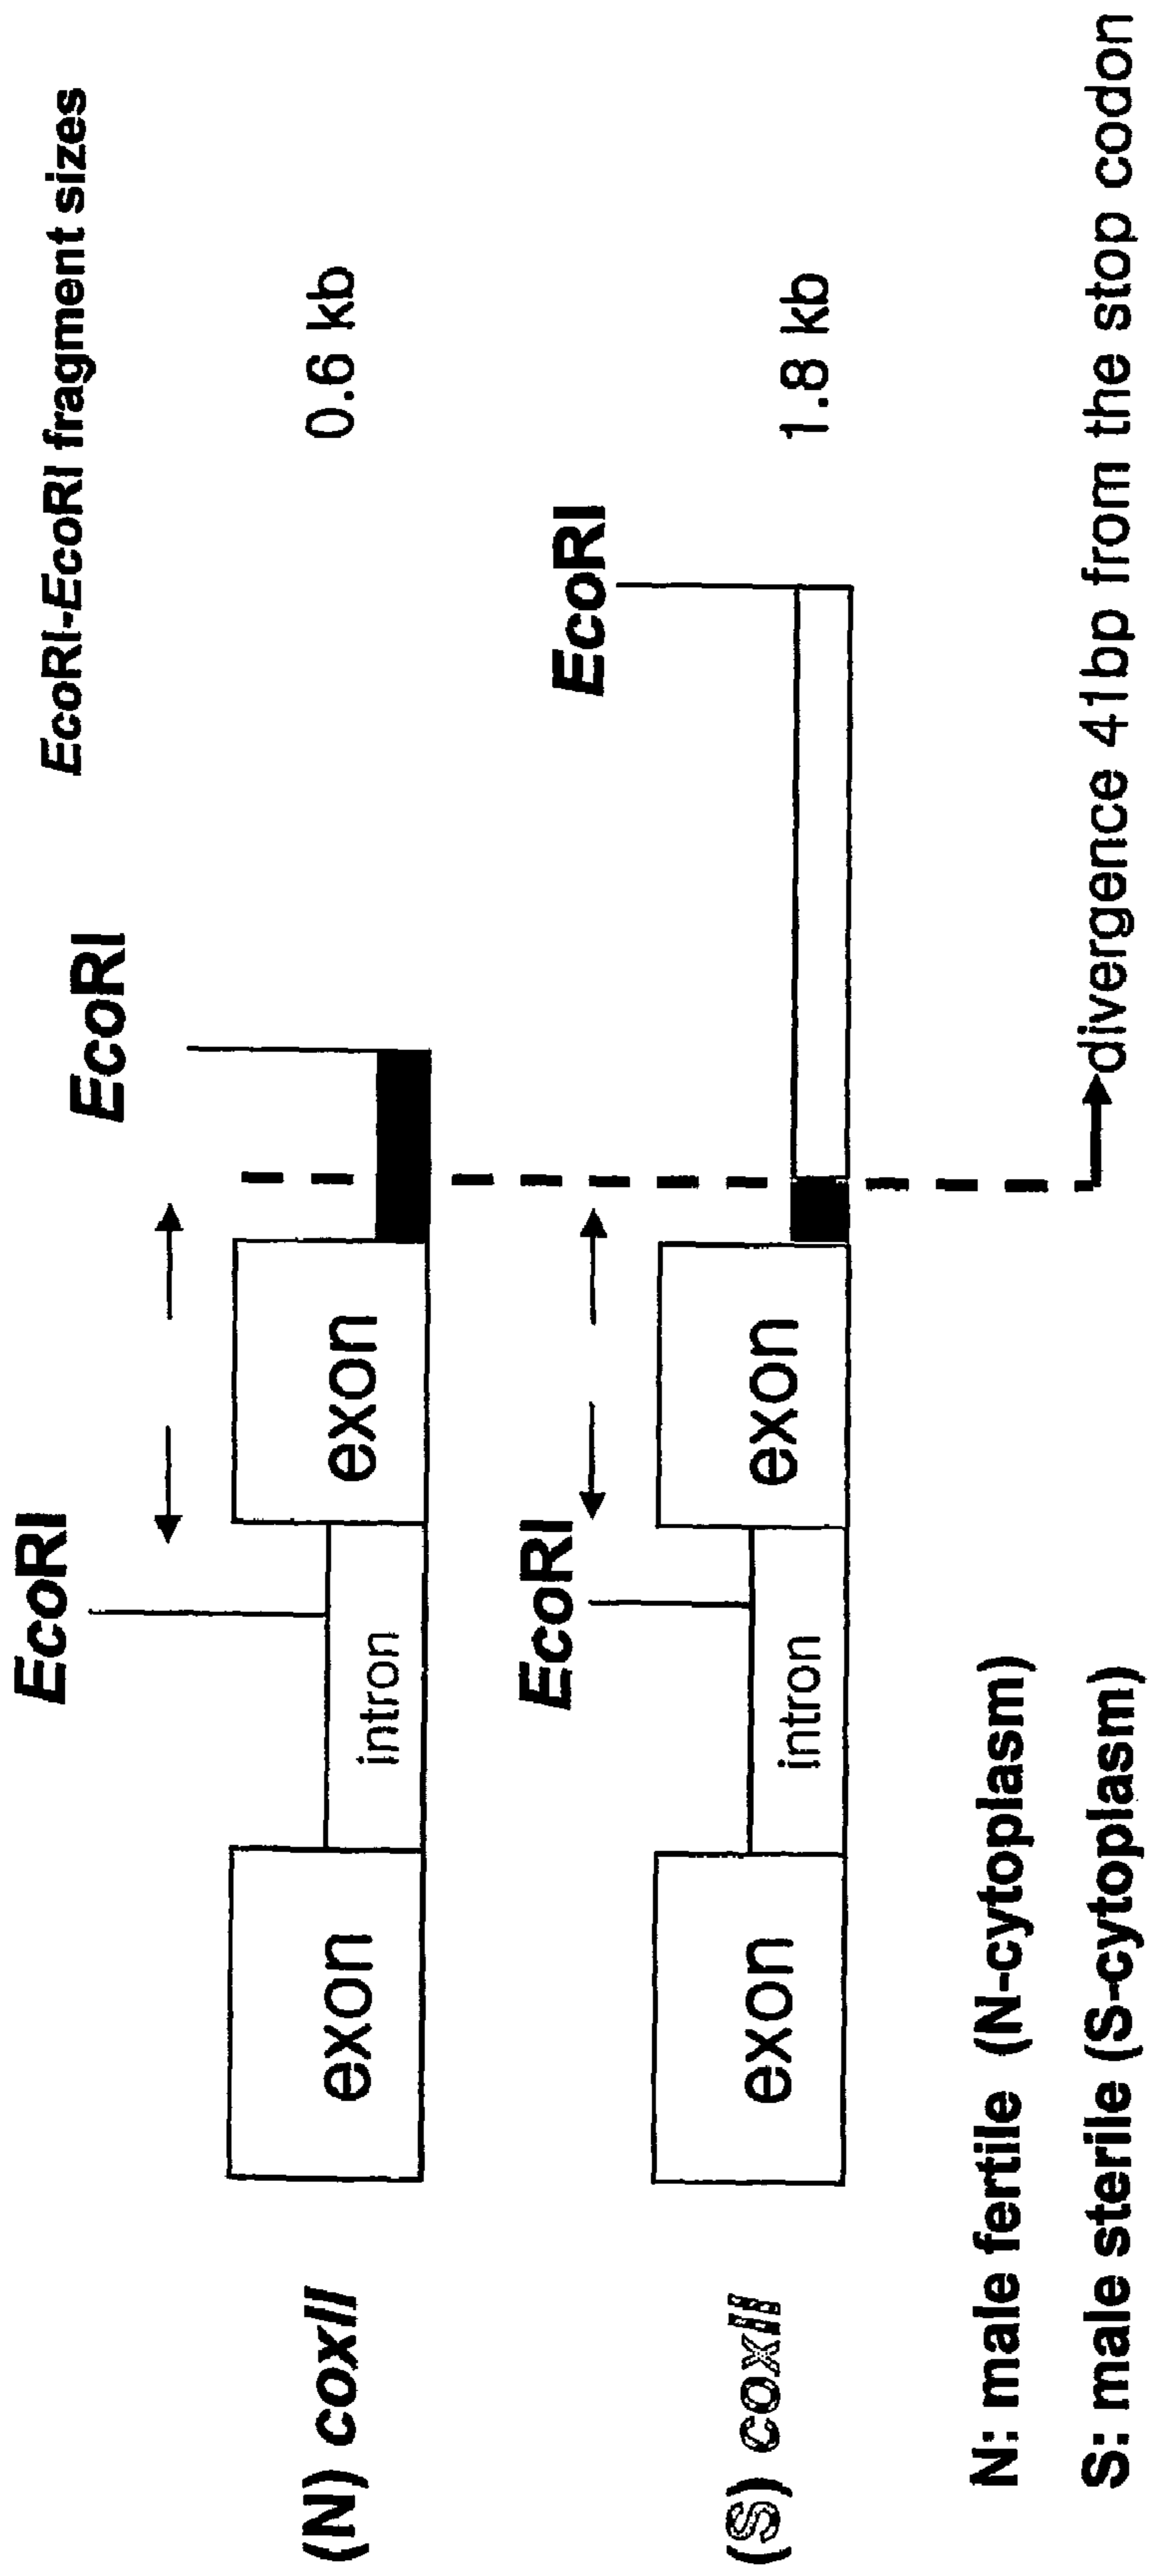 EcoRI-EcoRI fragment sizes
EcoRI
EcoRI
(N) coxII
exon
intron
exon
0.6 kb
EcoRI
EcoRI
(S) coxII
exon
intron
exon
1.8 kb
N: male fertile (N-cytoplasm)
S: male sterile (S-cytoplasm)
divergence 41bp from the stop codon